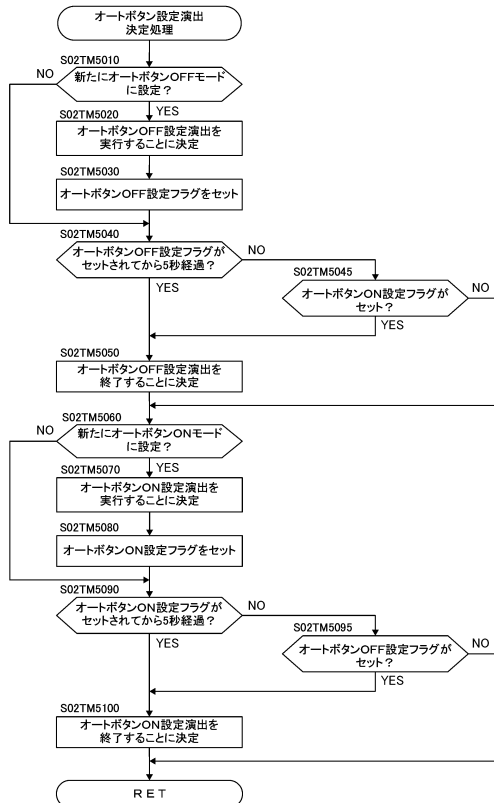 オートボタン設定演出
決定処理
S02TM5010
NO
新たにオートボタンOFFモード
に設定？
YES
S02TM5020
オートボタンOFF設定演出を
実行することに決定
S02TM5030
オートボタンOFF設定フラグをセット
S02TM5040
オートボタンOFF設定フラグが
セットされてから5秒経過？
NO
YES
S02TM5045
オートボタンON設定フラグが
セット？
NO
YES
S02TM5050
オートボタンOFF設定演出を
終了することに決定
S02TM5060
NO
新たにオートボタンONモード
に設定？
YES
S02TM5070
オートボタンON設定演出を
実行することに決定
S02TM5080
オートボタンON設定フラグをセット
S02TM5090
オートボタンON設定フラグが
セットされてから5秒経過？
NO
YES
S02TM5095
オートボタンOFF設定フラグが
セット？
NO
YES
S02TM5100
オートボタンON設定演出を
終了することに決定
ＲＥＴ